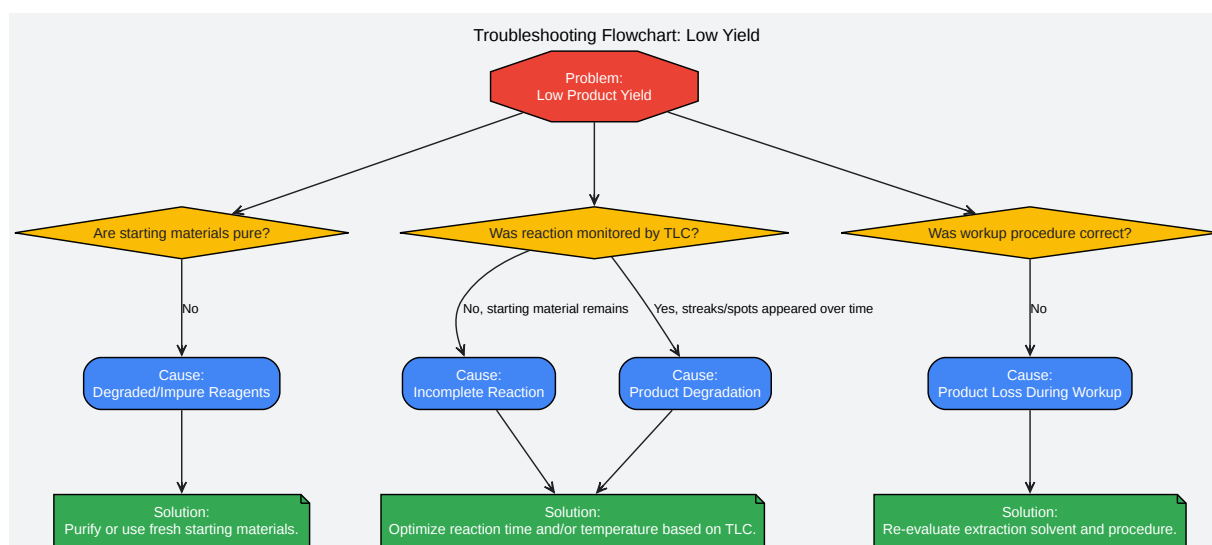 Troubleshooting Flowchart: Low Yield
Problem:
Low Product Yield
Are starting materials pure?
Was reaction monitored by TLC?
Was workup procedure correct?
No
No, starting material remains
Yes, streaks/spots appeared over time
No
Cause:
Degraded/Impure Reagents
Cause:
Incomplete Reaction
Cause:
Product Degradation
Cause:
Product Loss During Workup
Solution:
Purify or use fresh starting materials.
Solution:
Optimize reaction time and/or temperature based on TLC.
Solution:
Re-evaluate extraction solvent and procedure.